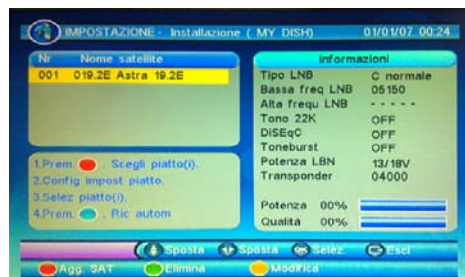 IMPOSTAZIONE - Installazione ( MY DISH) 01/01/07 00:24
Nr Nome satellite
001 019.2E Astra 19.2E
1.Prem. . Scegli piatto(i).
2.Config impost piatto.
3.Selez piatto(i).
4.Prem. . Ric autom
Informazioni
Tipo LNB C normale
Bassa freq LNB 05150
Alta frequ LNB - - - - -
Tono 22K OFF
DiSEqC OFF
Toneburst OFF
Potenza LBN 13/18V
Transponder 04000
Potenza 00%
Qualità 00%
Sposta Sposta OK Selez Esci
Agg. SAT Elimina Modifica